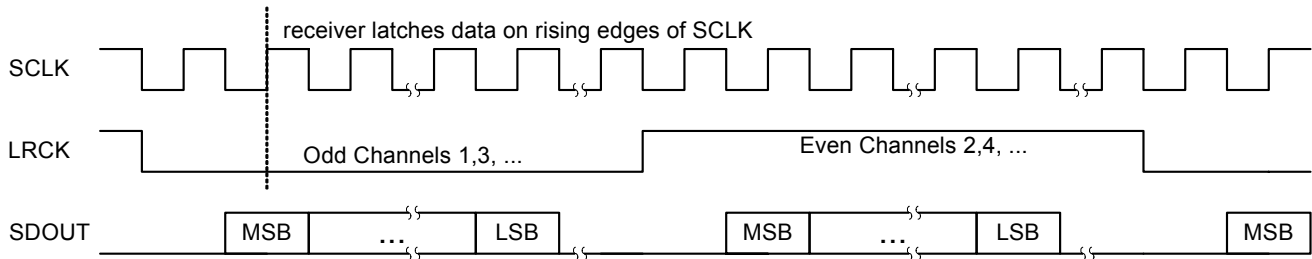 receiver latches data on rising edges of SCLK
SCLK
LRCK
Odd Channels 1,3, ...
Even Channels 2,4, ...
SDOUT
MSB
...
LSB
MSB
...
LSB
MSB